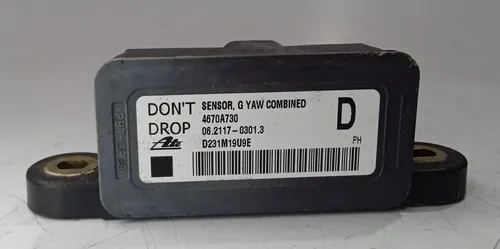 DON'T SENSOR, G YAW COMBINED
DROP 4670A730
06.2117-0301.3
Ate D231M19U9E
D
PH